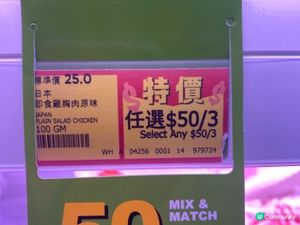 標準價 25.0
日本
即食雞胸肉原味
JAPAN
PLAIN SALAD CHICKEN
100 GM
特價
任選$50/3
Select Any $50/3
WH A 04256 0001 14 979724
50
MIX &
MATCH
U Community